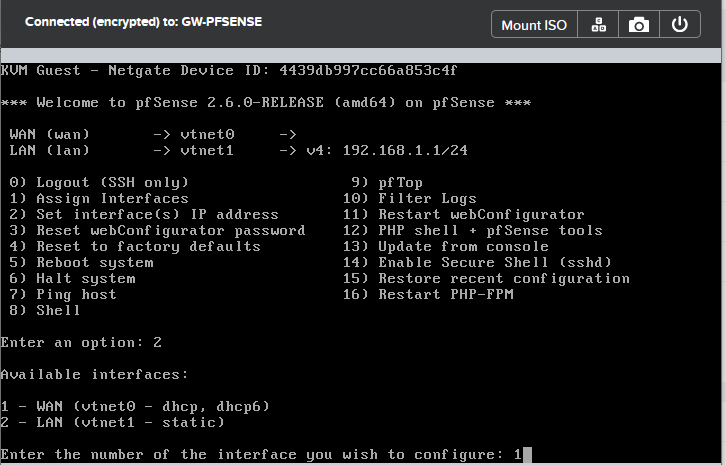 Connected (encrypted) to: GW-PFSENSE
Mount ISO
KVM Guest - Netgate Device ID: 4439db997cc66a853c4f
*** Welcome to pfSense 2.6.0-RELEASE (amd64) on pfSense ***
WAN (wan) -> vtnet0 ->
LAN (lan) -> vtnet1 -> v4: 192.168.1.1/24
0) Logout (SSH only) 9) pfTop
1) Assign Interfaces 10) Filter Logs
2) Set interface(s) IP address 11) Restart webConfigurator
3) Reset webConfigurator password 12) PHP shell + pfSense tools
4) Reset to factory defaults 13) Update from console
5) Reboot system 14) Enable Secure Shell (sshd)
6) Halt system 15) Restore recent configuration
7) Ping host 16) Restart PHP-FPM
8) Shell
Enter an option: 2
Available interfaces:
1 - WAN (vtnet0 - dhcp, dhcp6)
2 - LAN (vtnet1 - static)
Enter the number of the interface you wish to configure: 1